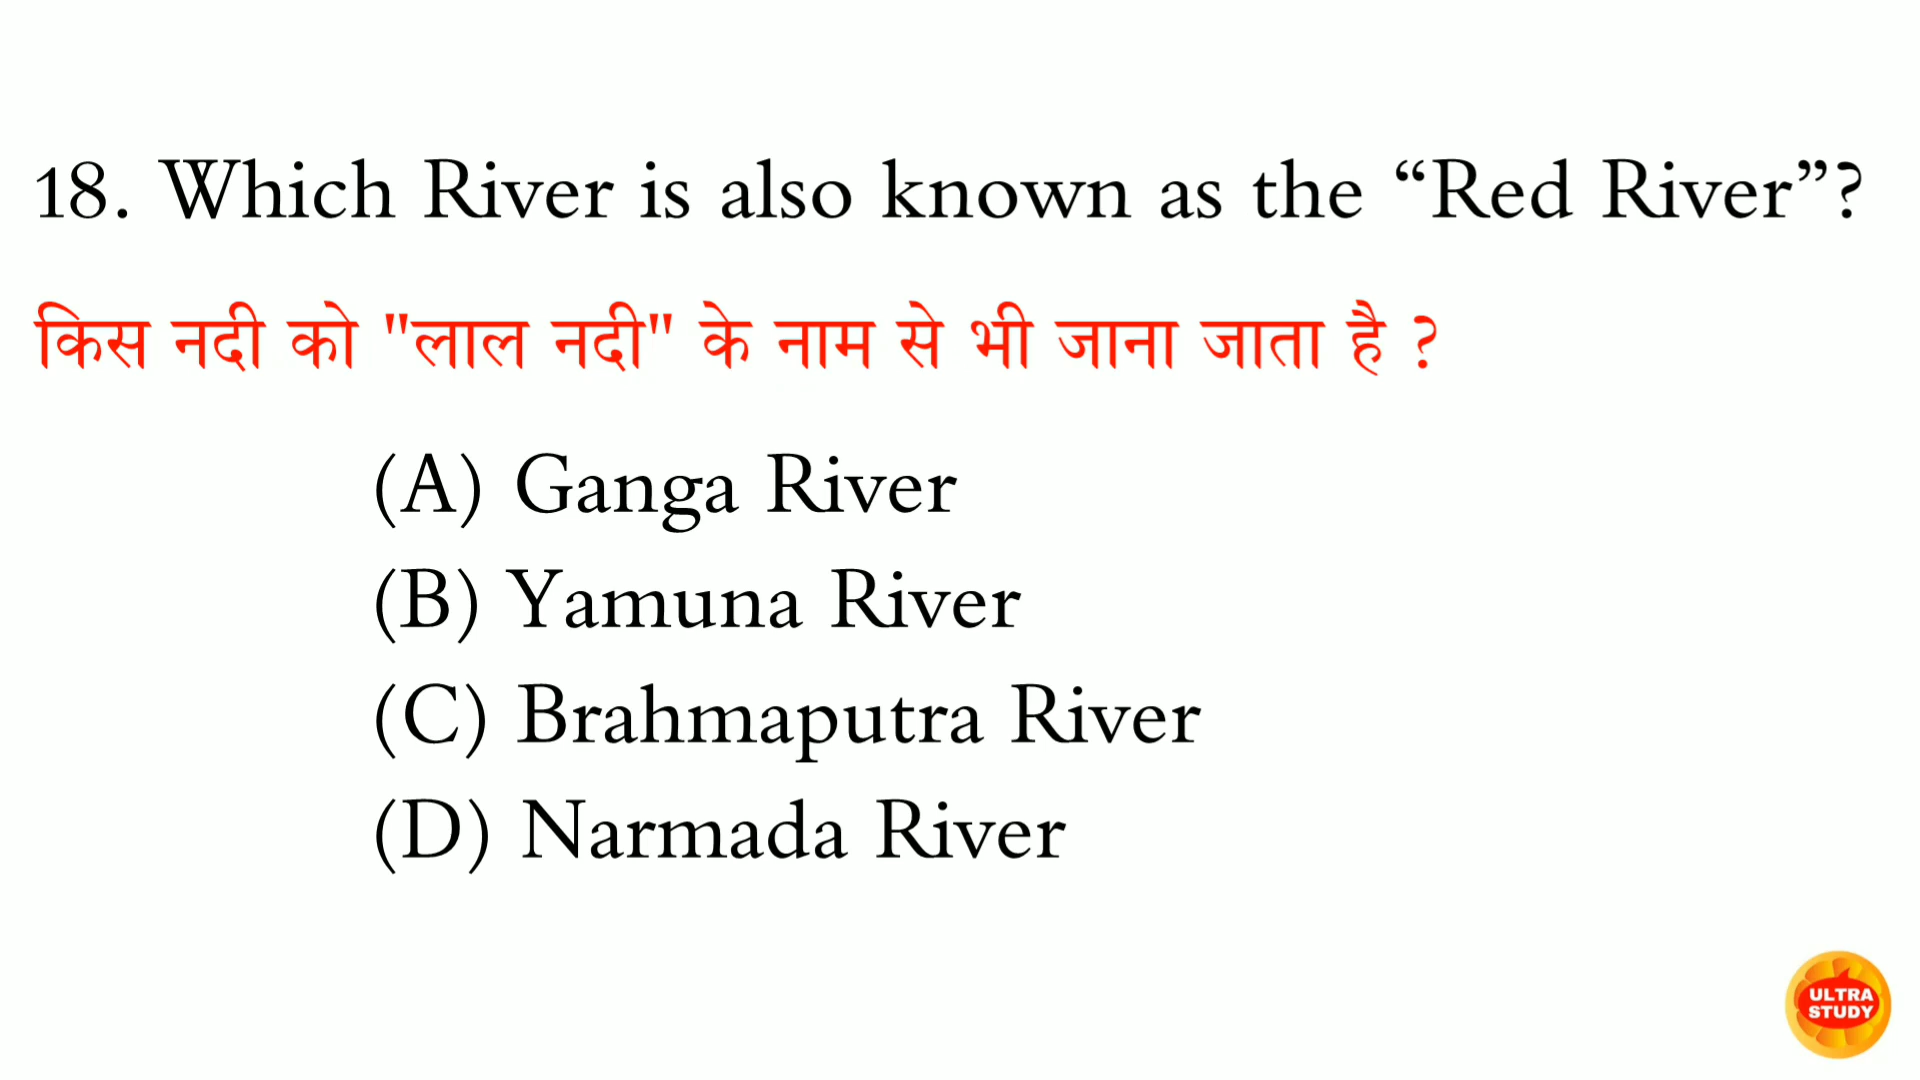 18. Which River is also known as the “Red River”?
किस नदी को "लाल नदी" के नाम से भी जाना जाता है ?
(A) Ganga River
(B) Yamuna River
(C) Brahmaputra River
(D) Narmada River
ULTRA
STUDY